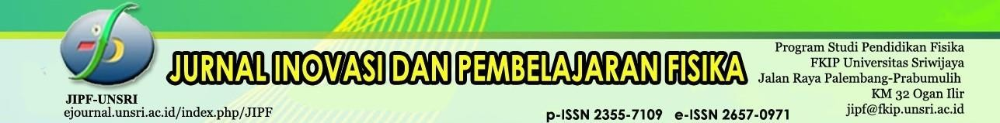 JURNAL INOVASI DAN PEMBELAJARAN FISIKA
JIPF-UNSRI
ejournal.unsri.ac.id/index.php/JIPF
Program Studi Pendidikan Fisika
FKIP Universitas Sriwijaya
Jalan Raya Palembang-Prabumulih
KM 32 Ogan Ilir
jipf@fkip.unsri.ac.id
p-ISSN 2355-7109 e-ISSN 2657-0971